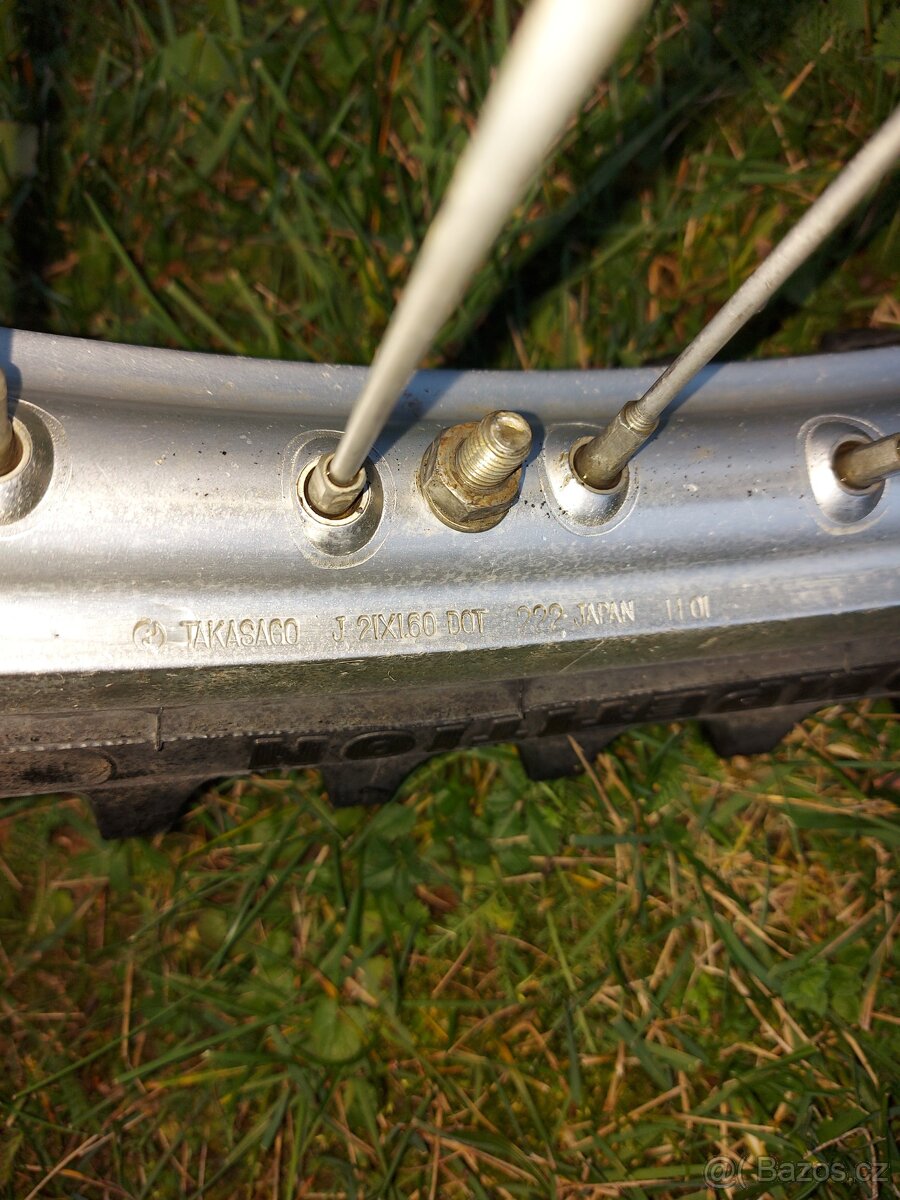 TAKASAGO J 21X1.60 DOT 222 JAPAN 11 01
@ Bazos.cz